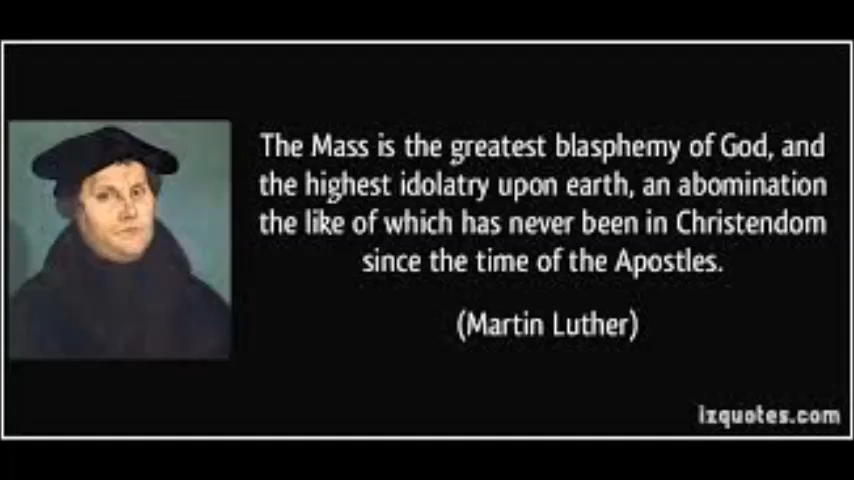 The Mass is the greatest blasphemy of God, and
the highest idolatry upon earth, an abomination
the like of which has never been in Christendom
since the time of the Apostles.
(Martin Luther)
izquotes.com